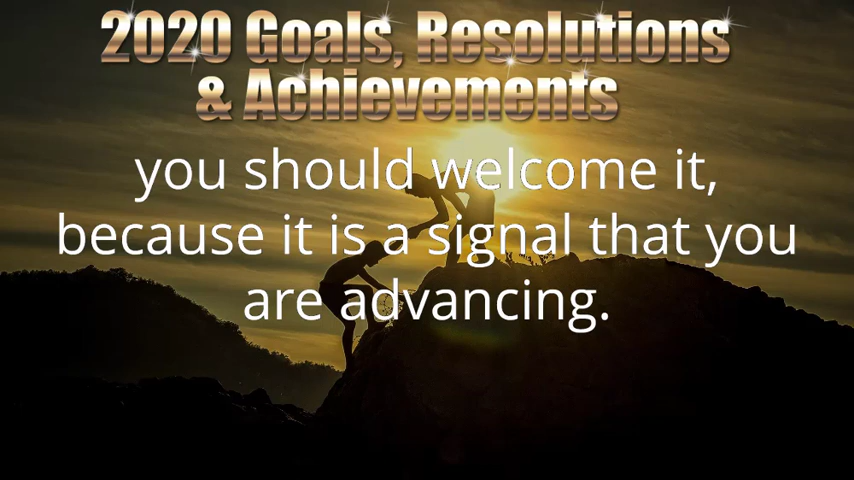 2020 Goals, Resolutions
& Achievements
you should welcome it,
because it is a signal that you
are advancing.